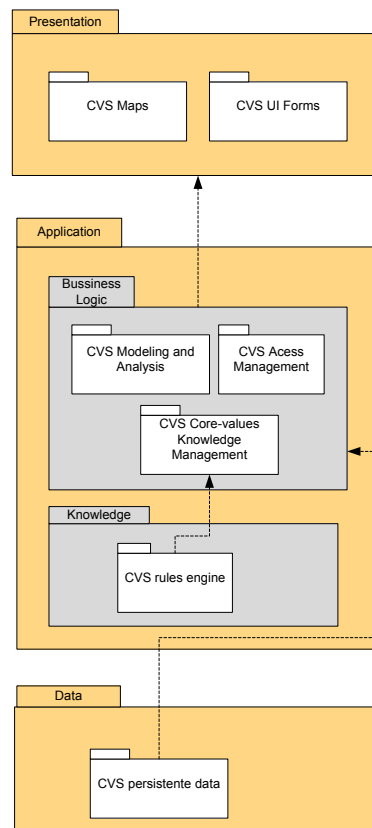 Presentation
CVS Maps
CVS UI Forms
Application
Bussiness
Logic
CVS Modeling and
Analysis
CVS Acess
Management
CVS Core-values
Knowledge
Management
Knowledge
CVS rules engine
Data
CVS persistente data